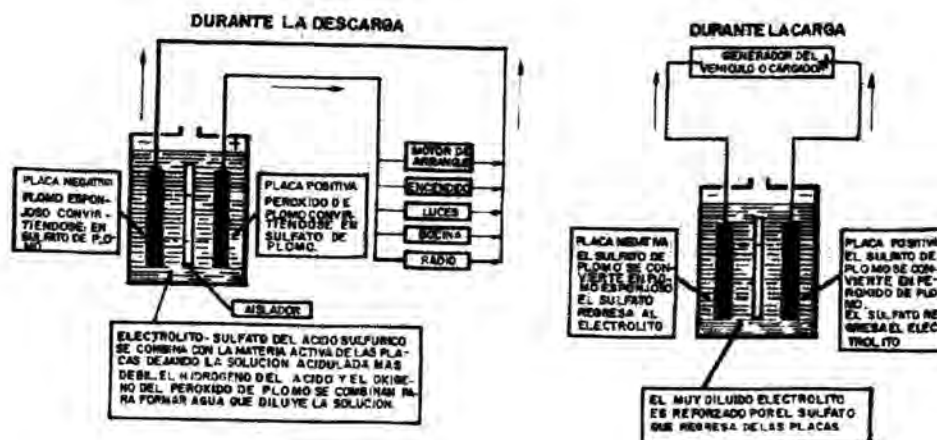 DURANTE LA DESCARGA
-
+
PLACA NEGATIVA
PLOMO ESPON-
JOSO CONVIR-
TIENDOSE EN
SULFATO DE PLO-
MO
PLACA POSITIVA
PEROXIDO DE
PLOMO CONVIR-
TIENDOSE EN
SULFATO DE
PLOMO.
MOTOR DE
ARRANQUE
ENCENDIDO
LUCES
BOCINA
RADIO
AISLADOR
ELECTROLITO-SULFATO DEL ACIDO SULFURICO
SE COMBINA CON LA MATERIA ACTIVA DE LAS PLA-
CAS DEJANDO LA SOLUCION ACIDULADA MAS
DEBIL.EL HIDROGENO DEL ACIDO Y EL OXIGE-
NO DEL PEROXIDO DE PLOMO SE COMBINAN PA-
RA FORMAR AGUA QUE DILUYE LA SOLUCION.
DURANTE LA CARGA
GENERADOR DEL
VEHICULO O CARGADOR
PLACA NEGATIVA
EL SULFATO DE
PLOMO SE CON-
VIERTE EN PLO-
MO ESPONJOSO
EL SULFATO
REGRESA AL
ELECTROLITO
PLACA POSITIVA
EL SULFATO DE
PLOMO SE CON-
VIERTE EN PE-
ROXIDO DE PLO
MO.
EL SULFATO RE
GRESA EL ELEC
TROLITO
EL MUY DILUIDO ELECTROLITO
ES REFORZADO POR EL SULFATO
QUE REGRESA DE LAS PLACAS